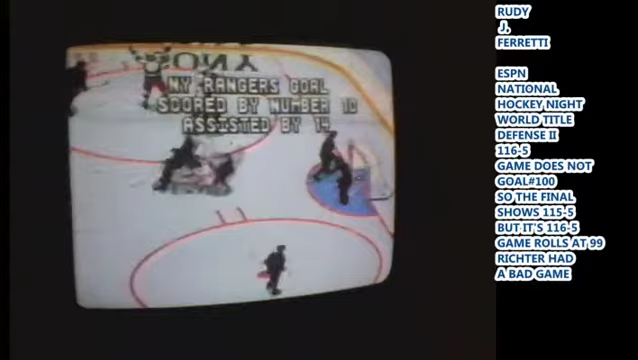 NY RANGERS GOAL
SCORED BY NUMBER 10
ASSISTED BY 14
RUDY
J.
FERRETTI
ESPN
NATIONAL
HOCKEY NIGHT
WORLD TITLE
DEFENSE II
116-5
GAME DOES NOT
GOAL#100
SO THE FINAL
SHOWS 115-5
BUT IT'S 116-5
GAME ROLLS AT 99
RICHTER HAD
A BAD GAME